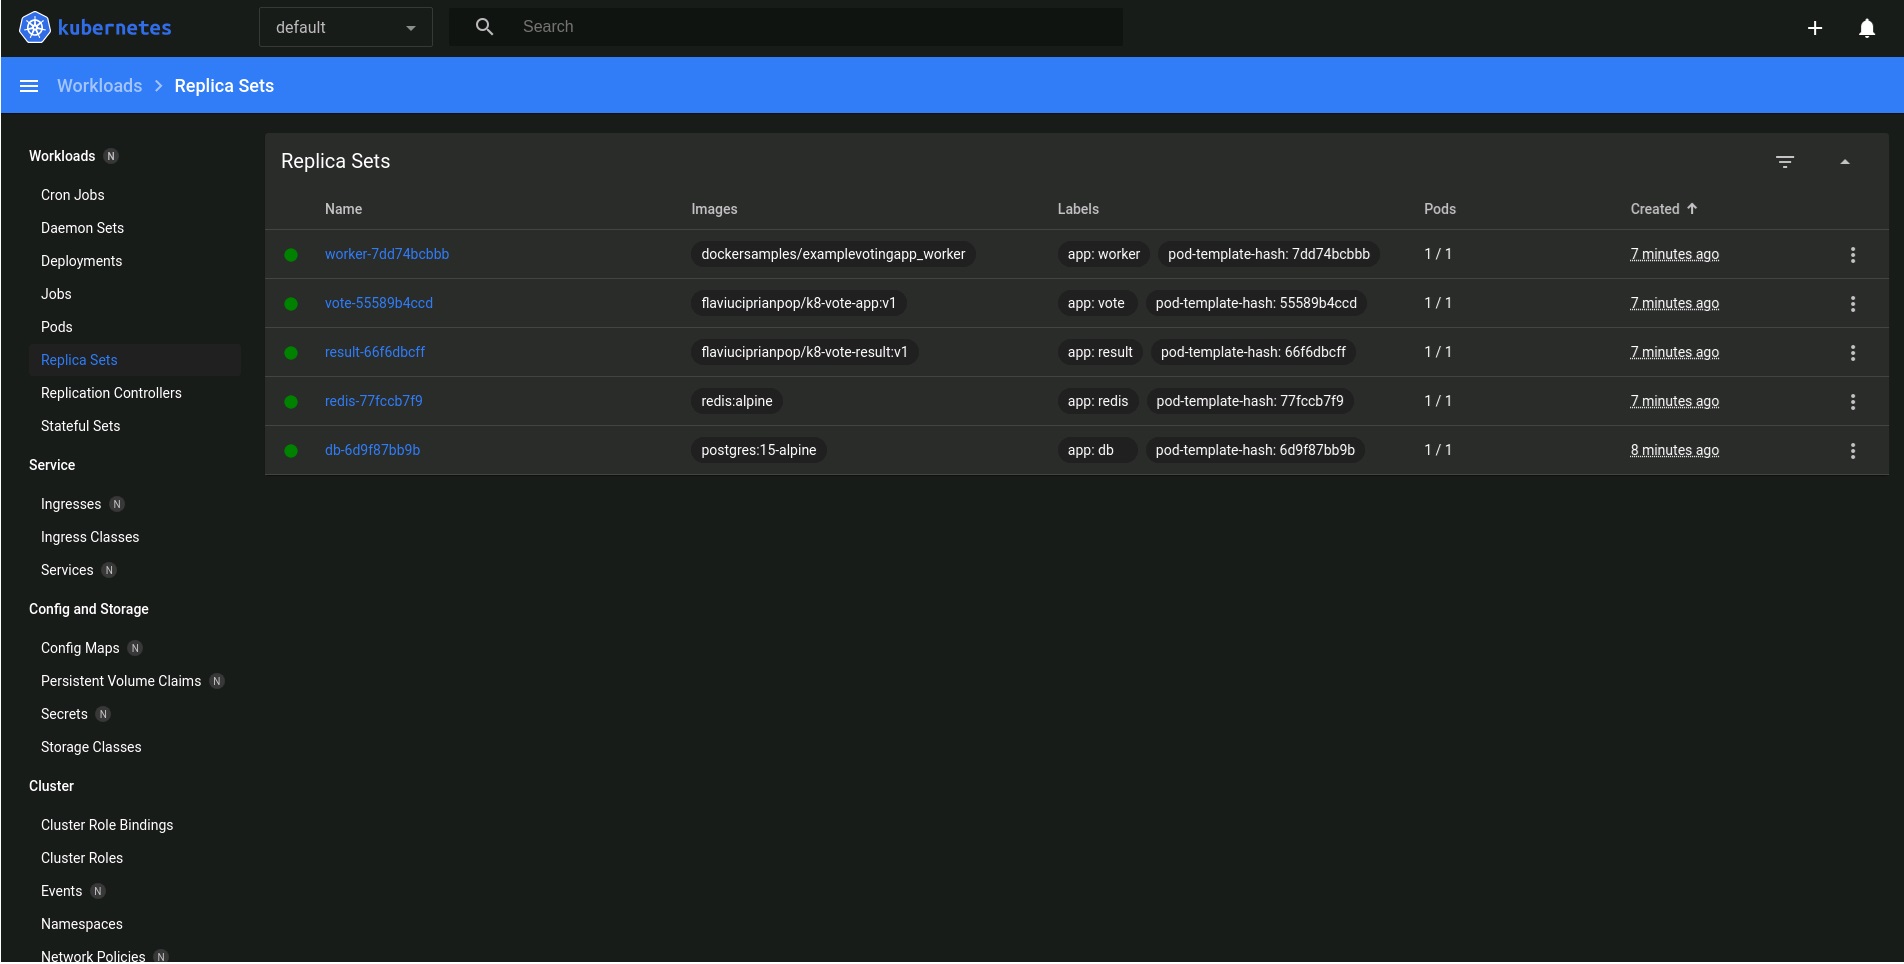 kubernetes default Search
Workloads Replica Sets
Workloads N
Cron Jobs
Daemon Sets
Deployments
Jobs
Pods
Replica Sets
Replication Controllers
Stateful Sets
Service
Ingresses N
Ingress Classes
Services N
Config and Storage
Config Maps N
Persistent Volume Claims N
Secrets N
Storage Classes
Cluster
Cluster Role Bindings
Cluster Roles
Events N
Namespaces
Network Policies N
Replica Sets
Name Images Labels Pods Created
worker-7dd74bcbbb dockersamples/examplevotingapp_worker app: worker pod-template-hash: 7dd74bcbbb 1 / 1 7 minutes ago
vote-55589b4ccd flaviuciprianpop/k8-vote-app:v1 app: vote pod-template-hash: 55589b4ccd 1 / 1 7 minutes ago
result-66f6dbcff flaviuciprianpop/k8-vote-result:v1 app: result pod-template-hash: 66f6dbcff 1 / 1 7 minutes ago
redis-77fccb7f9 redis:alpine app: redis pod-template-hash: 77fccb7f9 1 / 1 7 minutes ago
db-6d9f87bb9b postgres:15-alpine app: db pod-template-hash: 6d9f87bb9b 1 / 1 8 minutes ago